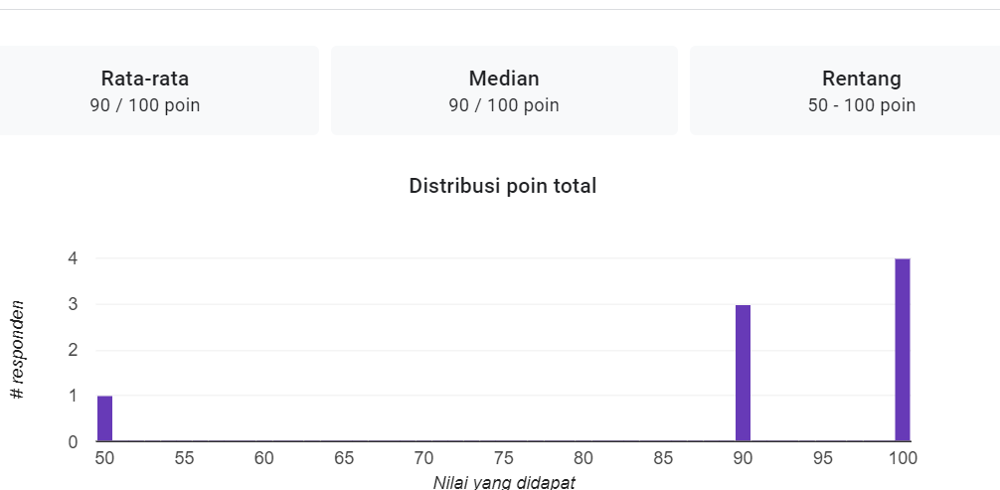 Rata-rata
90 / 100 poin
Median
90 / 100 poin
Rentang
50 - 100 poin
Distribusi poin total
# responden
4
3
2
1
0
50 55 60 65 70 75 80 85 90 95 100
Nilai yang didapat